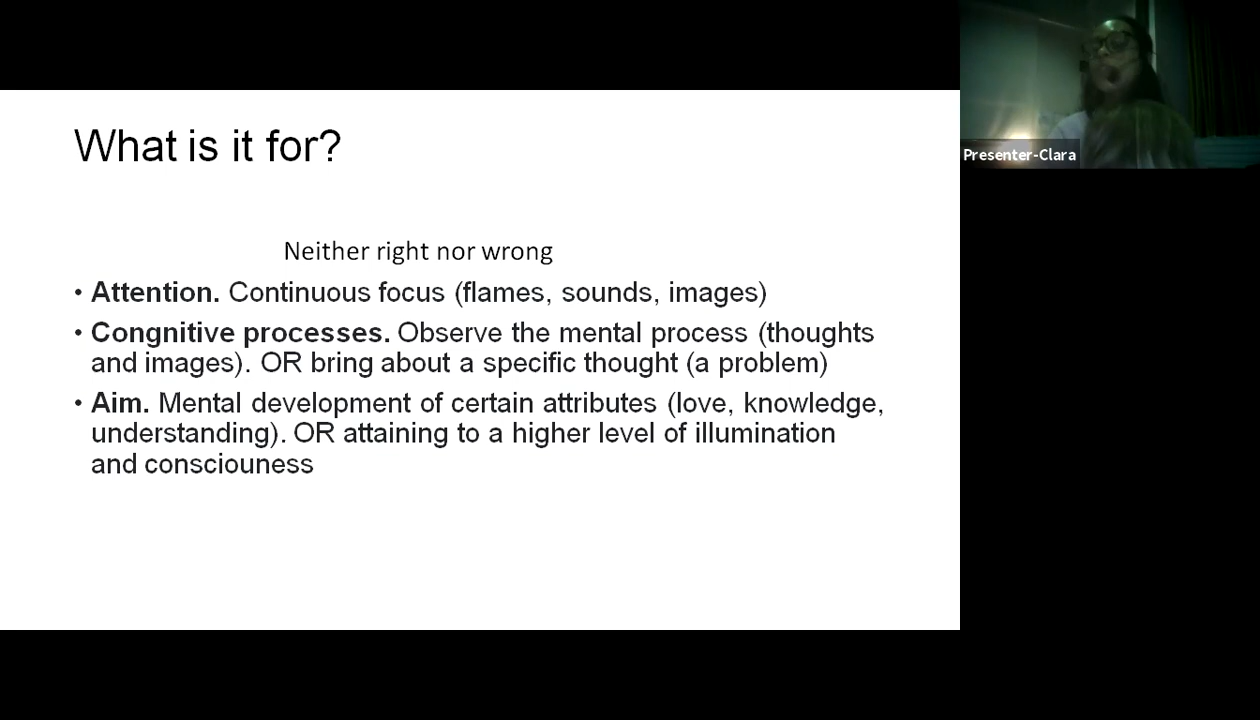 What is it for?
Neither right nor wrong
• Attention. Continuous focus (flames, sounds, images)
• Congnitive processes. Observe the mental process (thoughts
and images). OR bring about a specific thought (a problem)
• Aim. Mental development of certain attributes (love, knowledge,
understanding). OR attaining to a higher level of illumination
and consciouness
Presenter-Clara